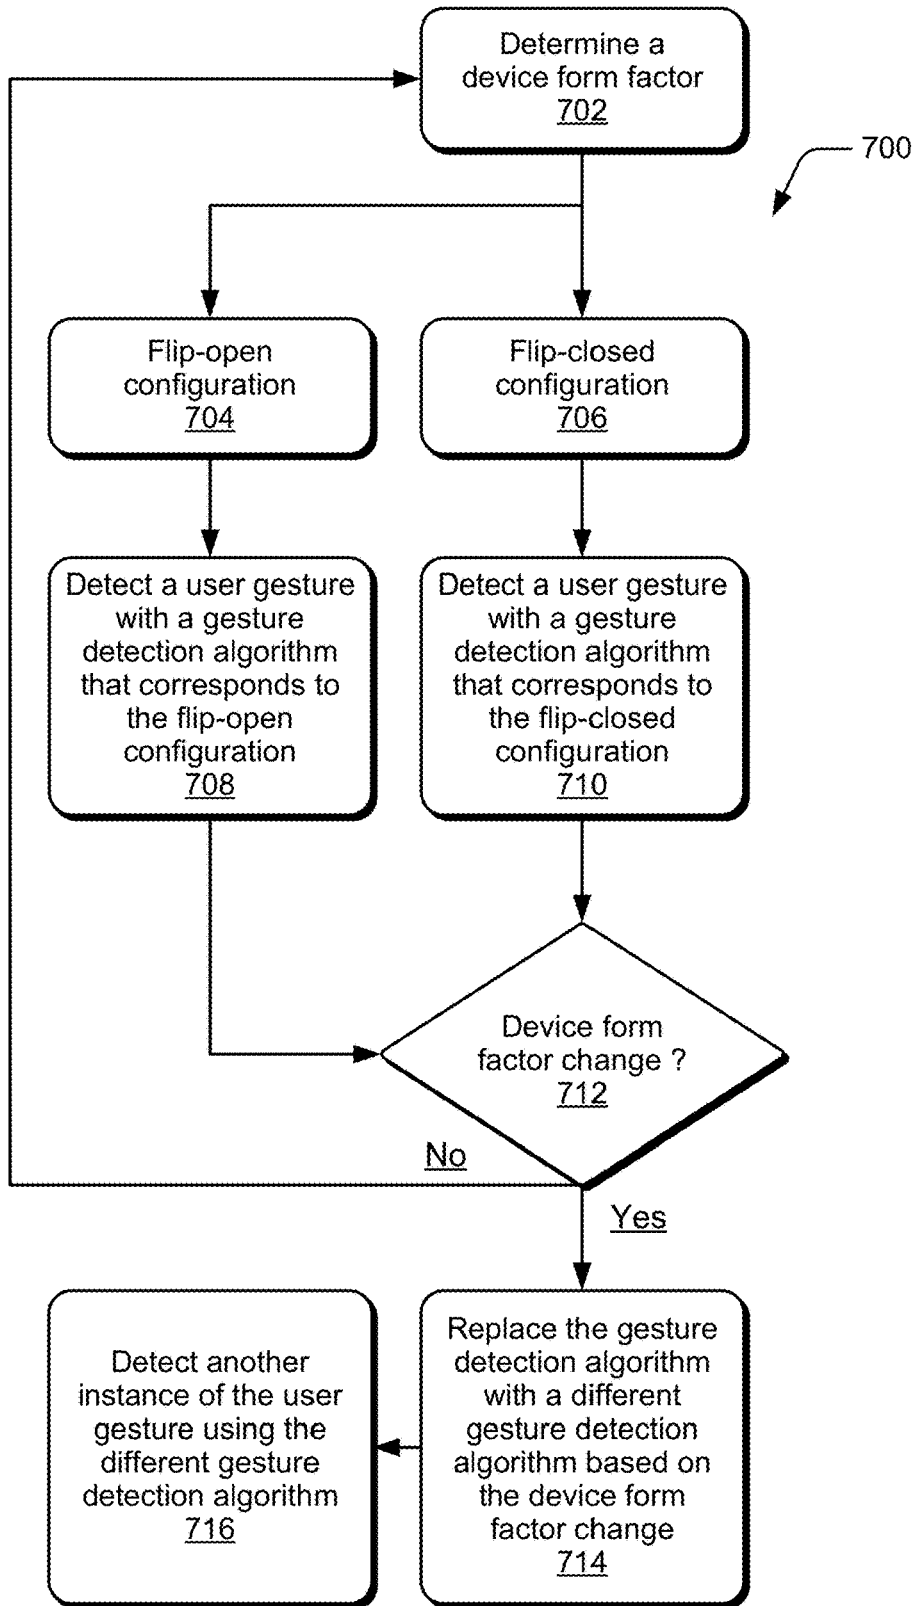 Determine a
device form factor
702
700
Flip-open
configuration
704
Flip-closed
configuration
706
Detect a user gesture
with a gesture
detection algorithm
that corresponds to
the flip-open
configuration
708
Detect a user gesture
with a gesture
detection algorithm
that corresponds to
the flip-closed
configuration
710
Device form
factor change ?
712
No
Yes
Detect another
instance of the user
gesture using the
different gesture
detection algorithm
716
Replace the gesture
detection algorithm
with a different
gesture detection
algorithm based on
the device form
factor change
714